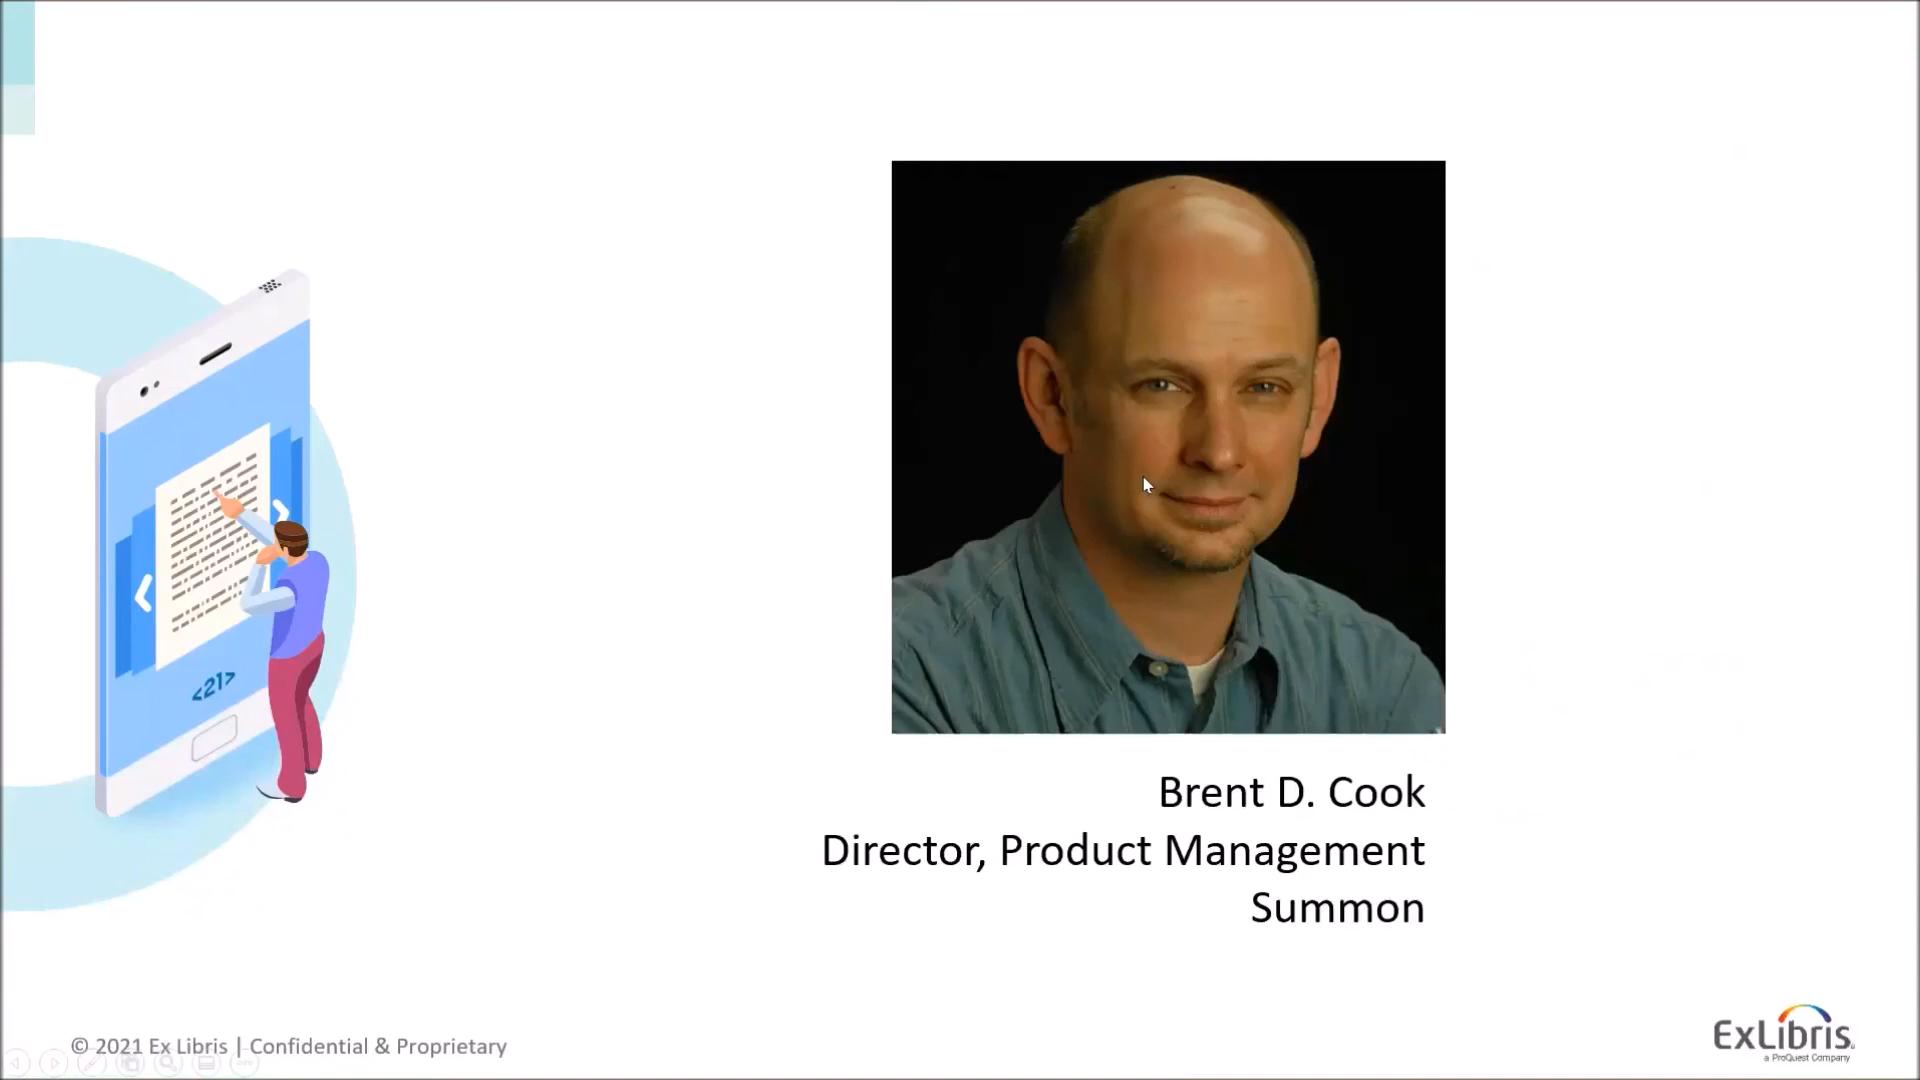 <21>
Brent D. Cook
Director, Product Management
Summon
© 2021 Ex Libris | Confidential & Proprietary
ExLibris
a ProQuest Company